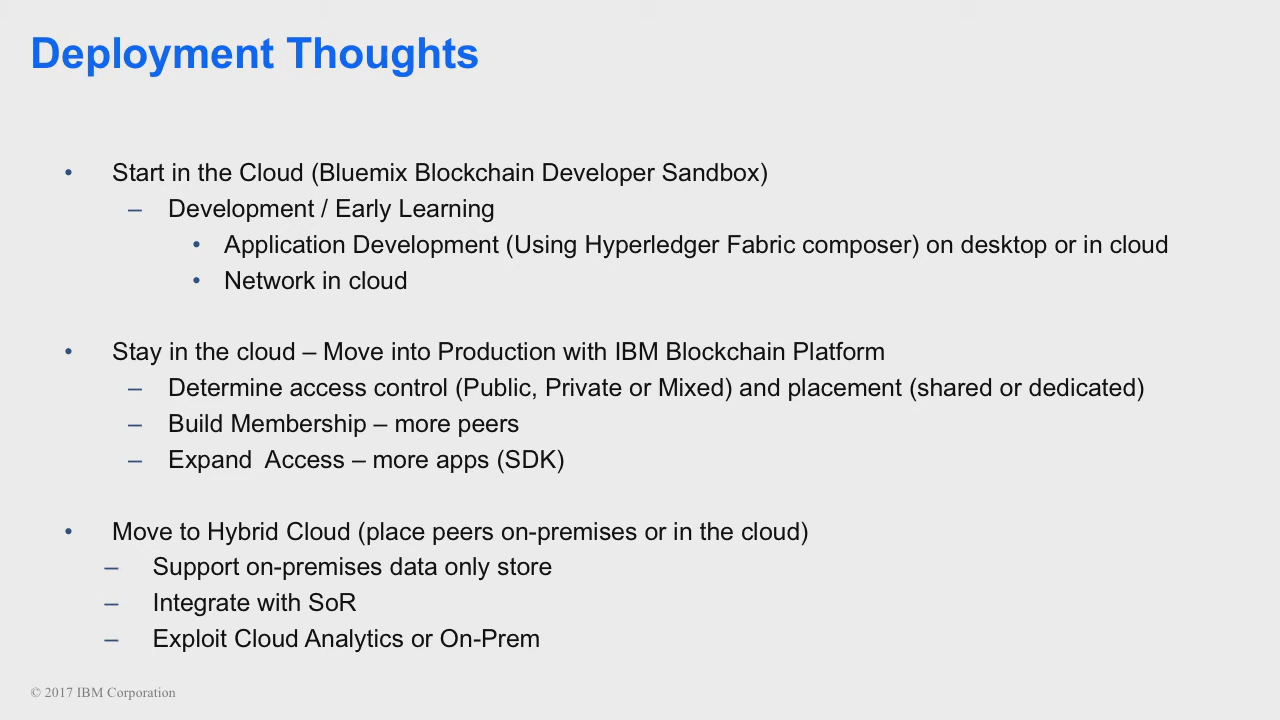 Deployment Thoughts
• Start in the Cloud (Bluemix Blockchain Developer Sandbox)
– Development / Early Learning
• Application Development (Using Hyperledger Fabric composer) on desktop or in cloud
• Network in cloud
• Stay in the cloud – Move into Production with IBM Blockchain Platform
– Determine access control (Public, Private or Mixed) and placement (shared or dedicated)
– Build Membership – more peers
– Expand  Access – more apps (SDK)
• Move to Hybrid Cloud (place peers on-premises or in the cloud)
– Support on-premises data only store
– Integrate with SoR
– Exploit Cloud Analytics or On-Prem
© 2017 IBM Corporation